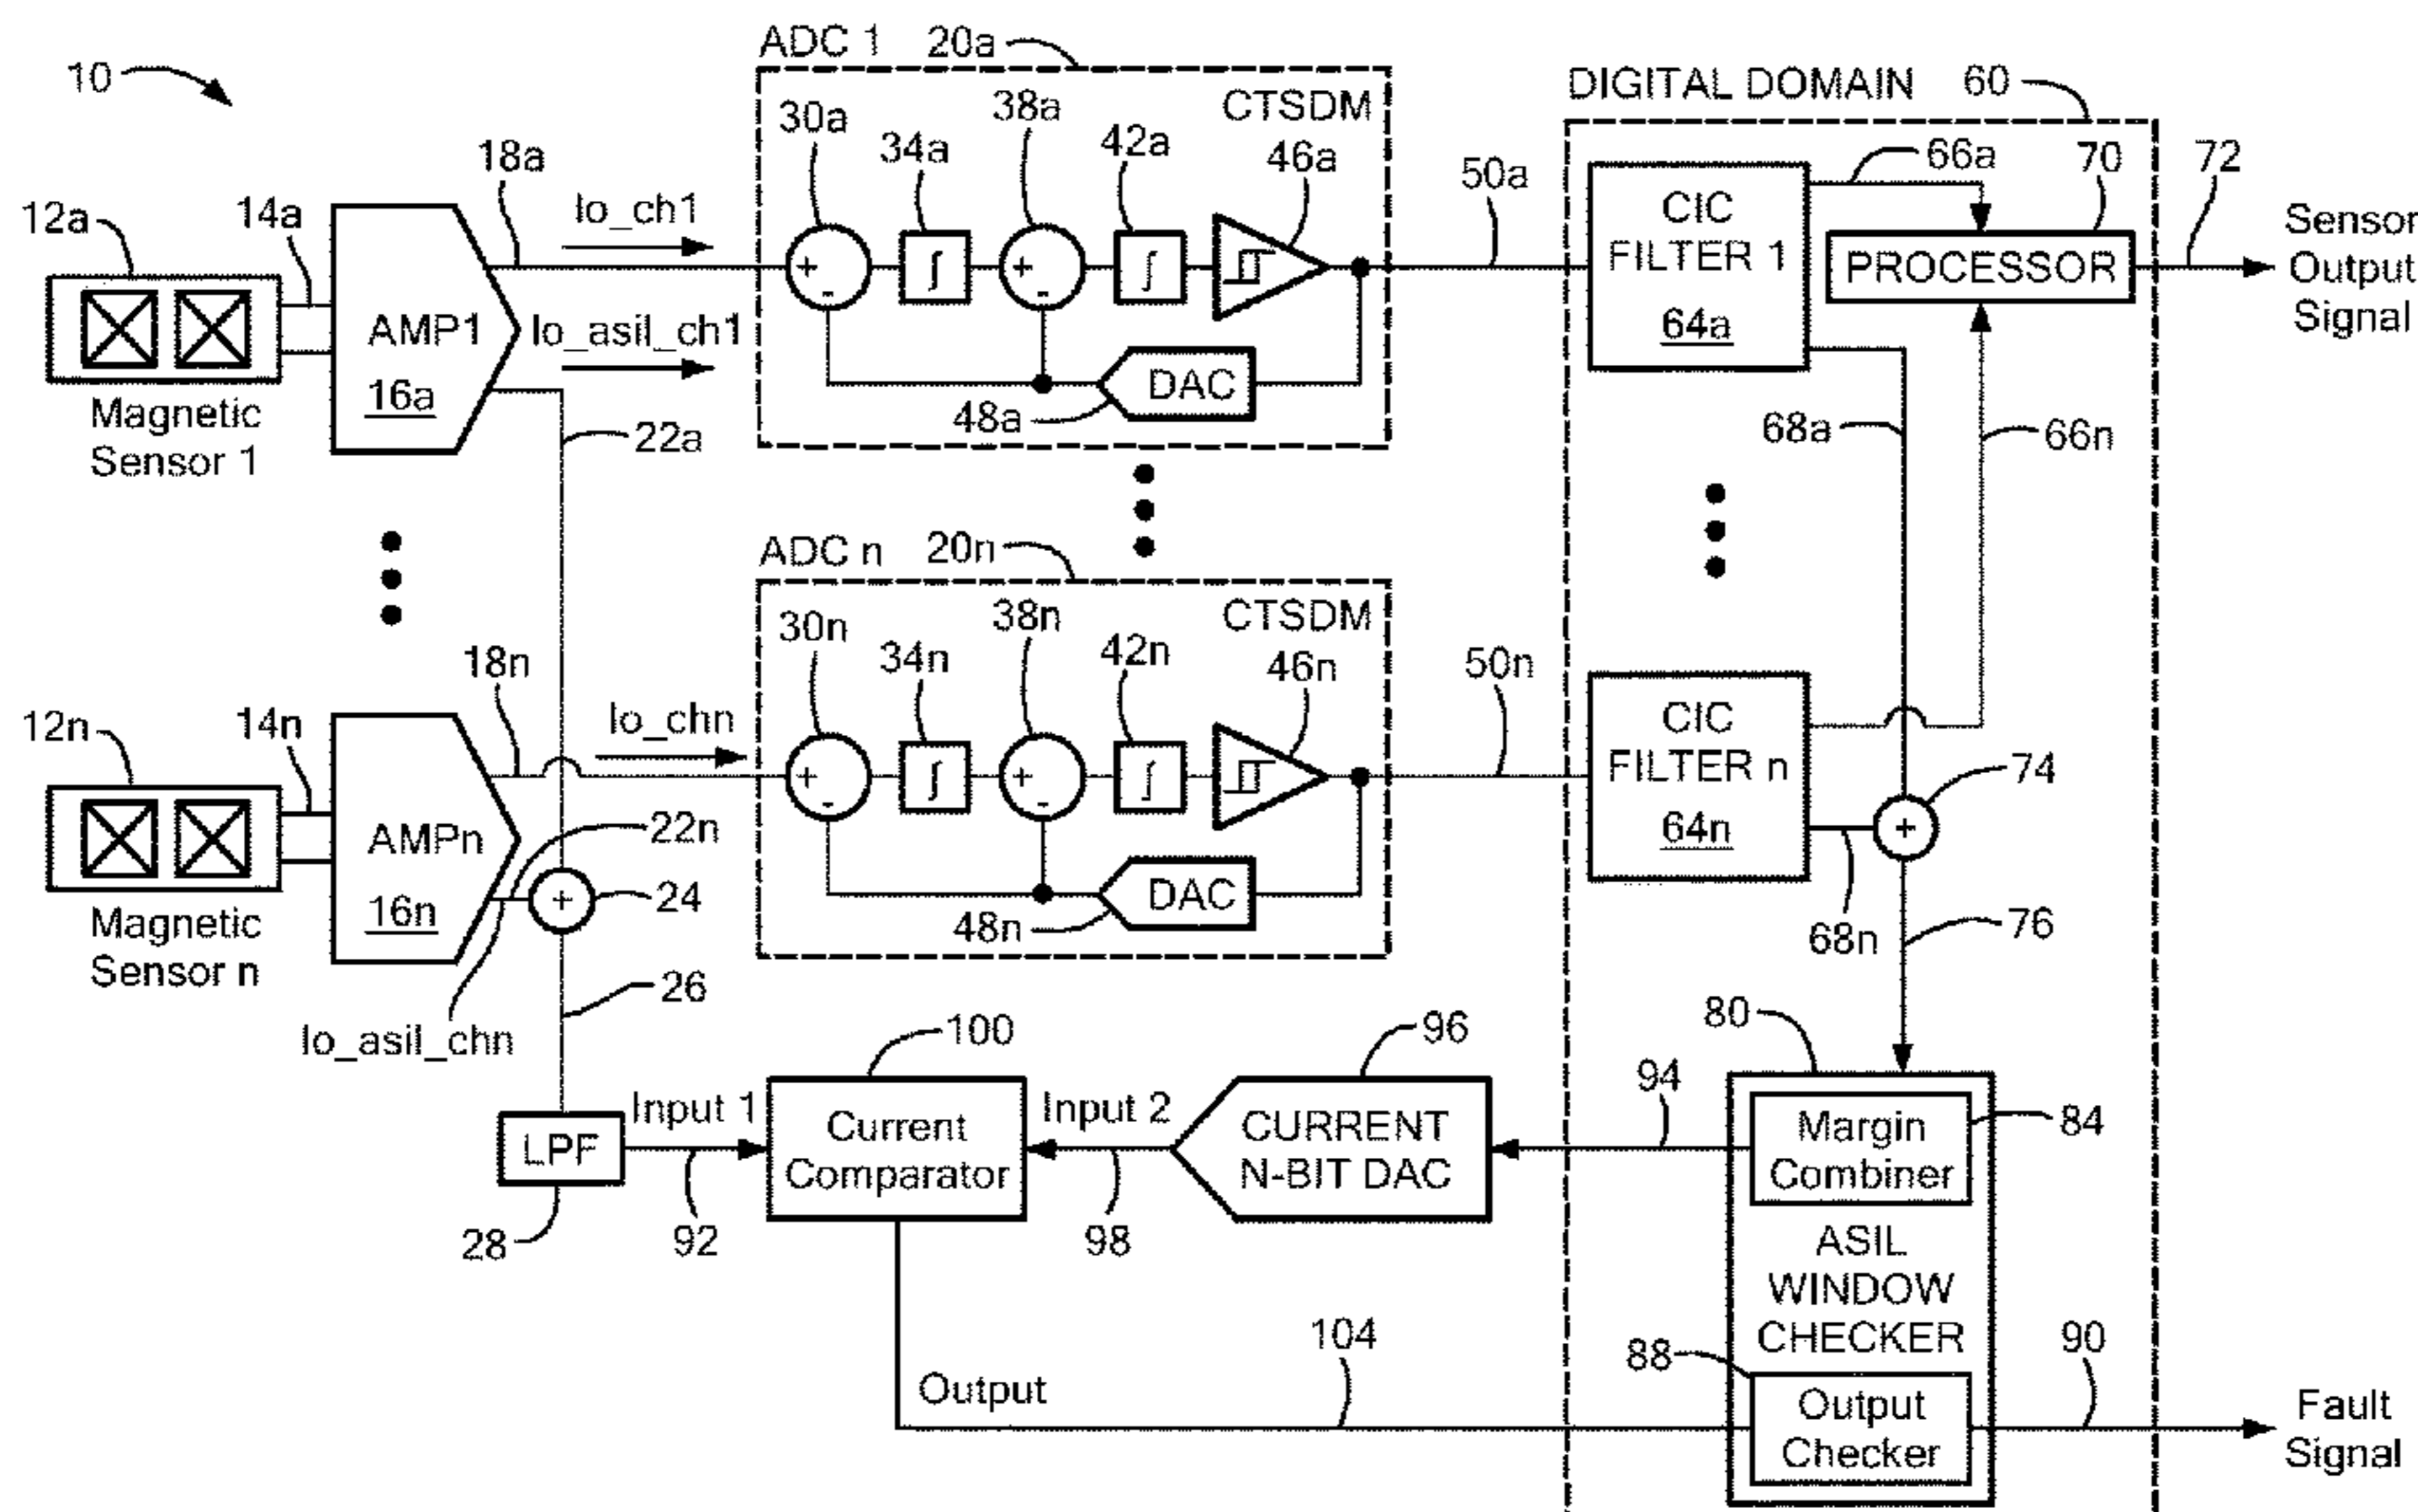 10
ADC 1 20a
CTSDM
30a
34a
38a
42a
46a
DIGITAL DOMAIN 60
12a
14a
18a
Io_ch1
50a
66a
70
72
+
-
∫
+
-
∫
CIC
FILTER 1
64a
PROCESSOR
Sensor
Output
Signal
AMP1
16a
Io_asil_ch1
DAC
48a
Magnetic
Sensor 1
22a
68a
66n
ADC n 20n
CTSDM
30n
34n
38n
42n
46n
12n
14n
18n
Io_chn
50n
+
-
∫
+
-
∫
CIC
FILTER n
64n
74
+
AMPn
16n
22n
+
24
DAC
48n
68n
76
Magnetic
Sensor n
26
Io_asil_chn
100
96
80
94
LPF
28
Input 1
92
Current
Comparator
Input 2
98
CURRENT
N-BIT DAC
Margin
Combiner
84
ASIL
WINDOW
CHECKER
104
88
90
Output
Output
Checker
Fault
Signal